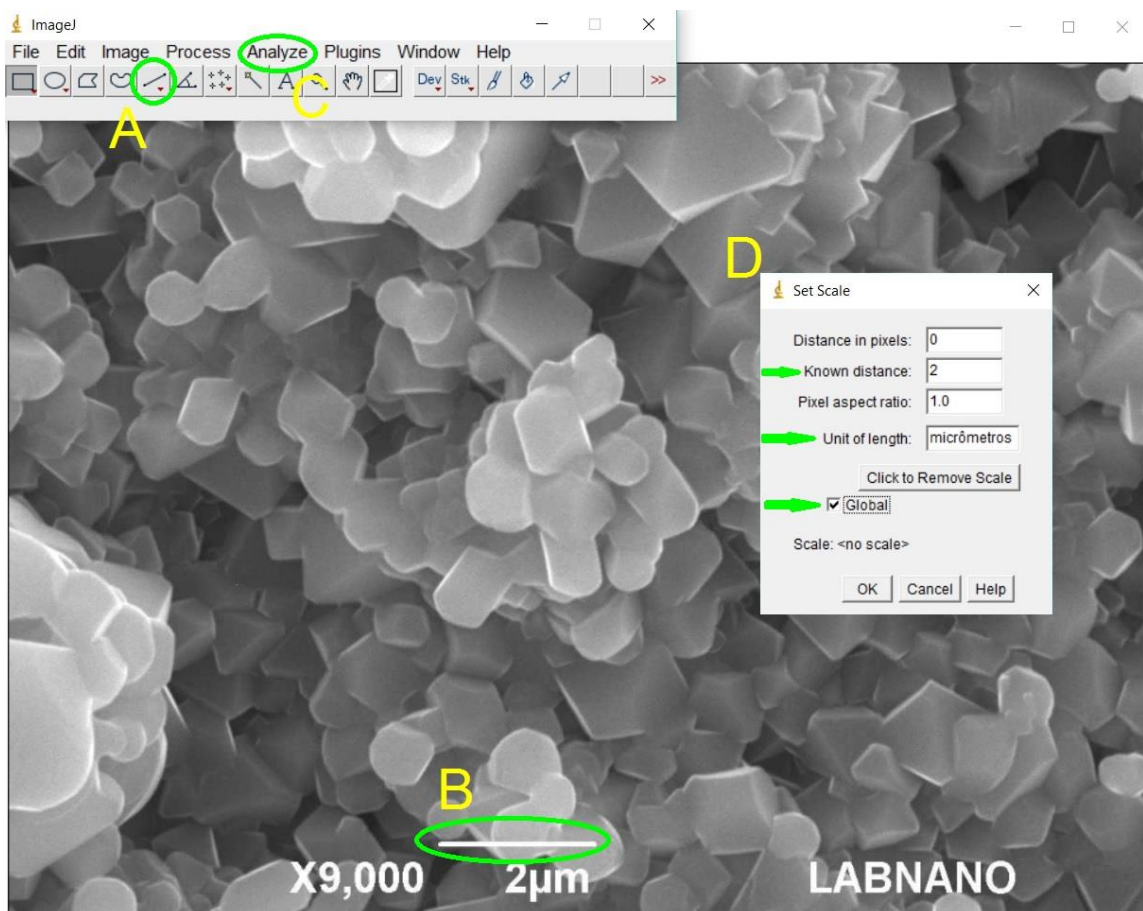 ImageJ
File Edit Image Process Analyze Plugins Window Help
A Dev Stk >>
A
C
D
Set Scale
Distance in pixels: 0
Known distance: 2
Pixel aspect ratio: 1.0
Unit of length: micrômetros
Click to Remove Scale
Global
Scale: <no scale>
OK Cancel Help
B
X9,000 2µm LABNANO